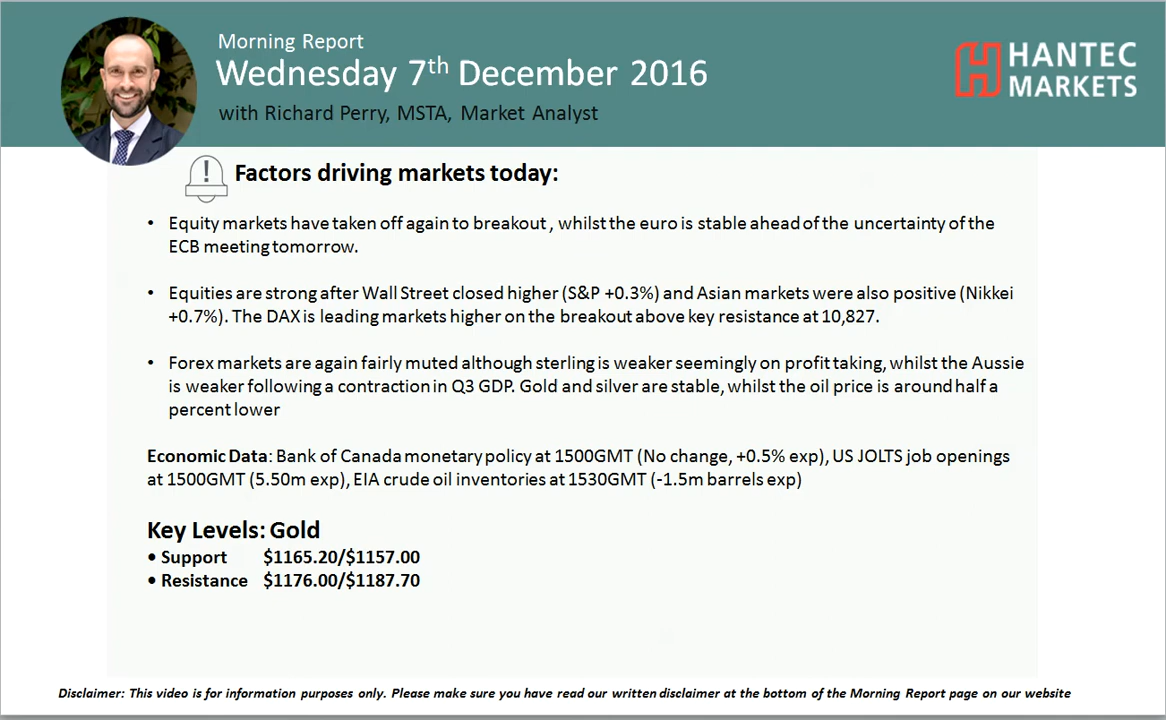 Morning Report
Wednesday 7th December 2016
with Richard Perry, MSTA, Market Analyst
HANTEC
MARKETS
! Factors driving markets today:
• Equity markets have taken off again to breakout , whilst the euro is stable ahead of the uncertainty of the
ECB meeting tomorrow.
• Equities are strong after Wall Street closed higher (S&P +0.3%) and Asian markets were also positive (Nikkei
+0.7%). The DAX is leading markets higher on the breakout above key resistance at 10,827.
• Forex markets are again fairly muted although sterling is weaker seemingly on profit taking, whilst the Aussie
is weaker following a contraction in Q3 GDP. Gold and silver are stable, whilst the oil price is around half a
percent lower
Economic Data: Bank of Canada monetary policy at 1500GMT (No change, +0.5% exp), US JOLTS job openings
at 1500GMT (5.50m exp), EIA crude oil inventories at 1530GMT (-1.5m barrels exp)
Key Levels: Gold
• Support $1165.20/$1157.00
• Resistance $1176.00/$1187.70
Disclaimer: This video is for information purposes only. Please make sure you have read our written disclaimer at the bottom of the Morning Report page on our website